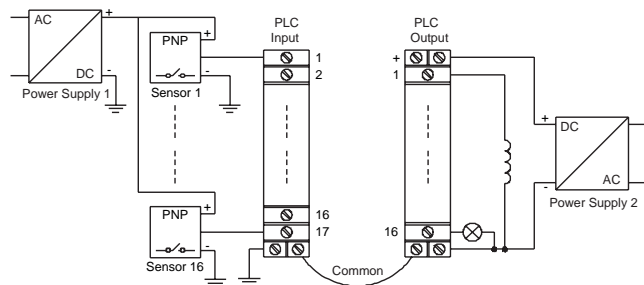 AC
DC
+
-
Power Supply 1
PNP
+
-
Sensor 1
PNP
+
-
Sensor 16
PLC
Input
1
2
16
17
Common
PLC
Output
+
1
16
+
-
DC
AC
Power Supply 2